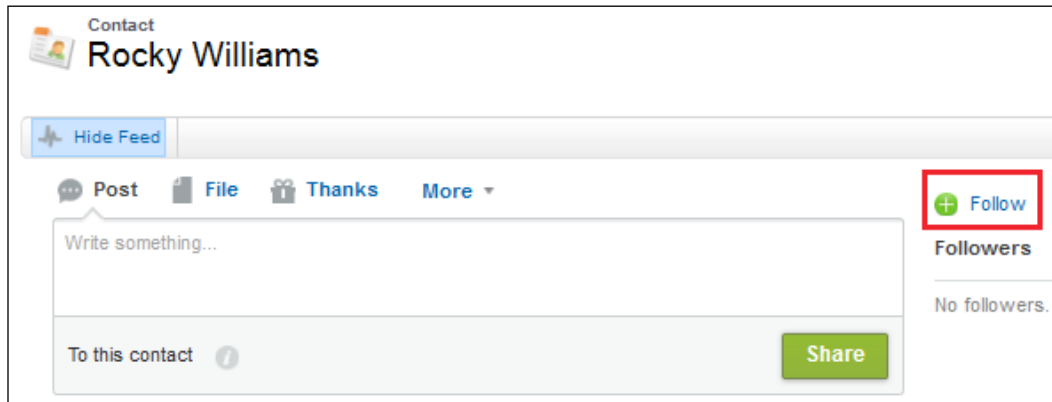 Contact
Rocky Williams
Hide Feed
Post File Thanks More
Follow
Write something...
Followers
No followers.
To this contact
Share